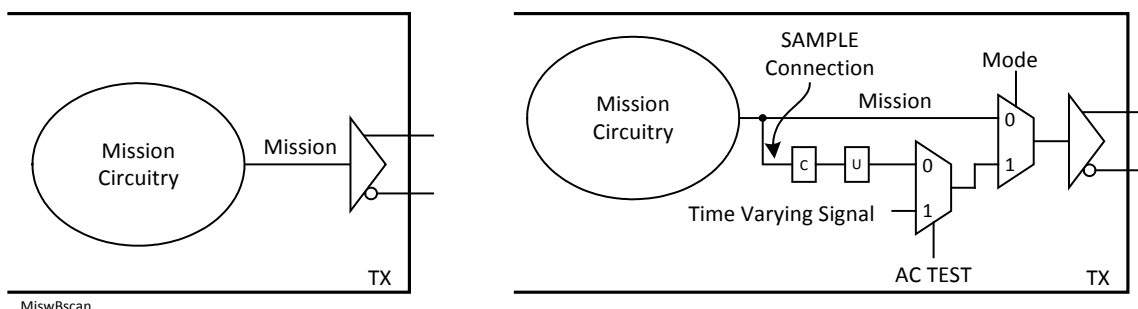 Mission
Circuitry
Mission
TX
MiswBscan
SAMPLE
Connection
Mode
Mission
Circuitry
Mission
0
1
C
U
0
1
Time Varying Signal
AC TEST
TX